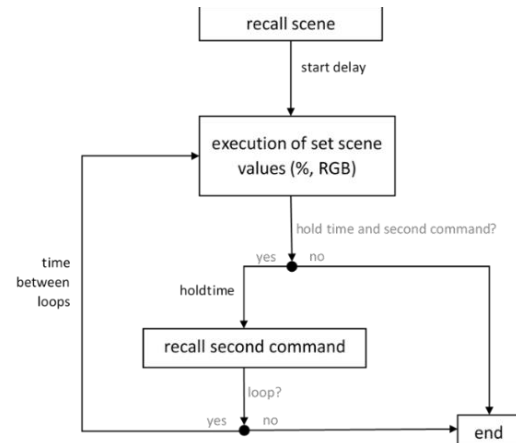 recall scene
start delay
execution of set scene
values (%, RGB)
hold time and second command?
yes
no
time
between
loops
holdtime
recall second command
loop?
yes
no
end